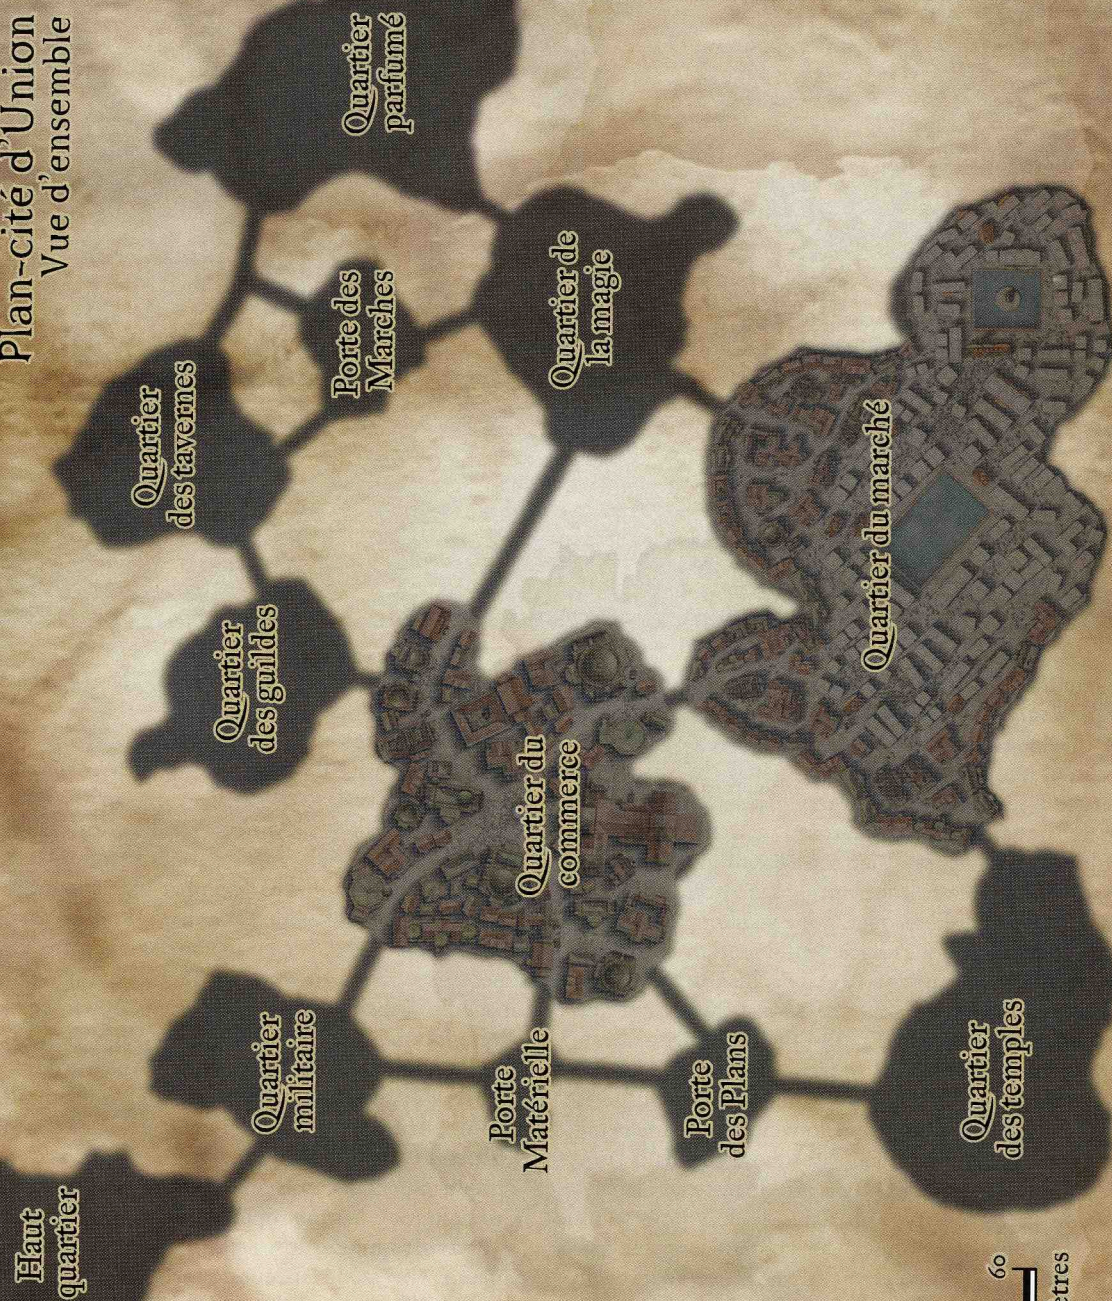 Plan-cité d'Union
Vue d'ensemble
Haut
quartier
Quartier
militaire
Quartier
des guildes
Quartier
des tavernes
Quartier
parfumé
Porte des
Marches
Porte
Matérielle
Quartier du
commerce
Quartier de
la magie
Porte
des Plans
Quartier du marché
Quartier
des temples
60